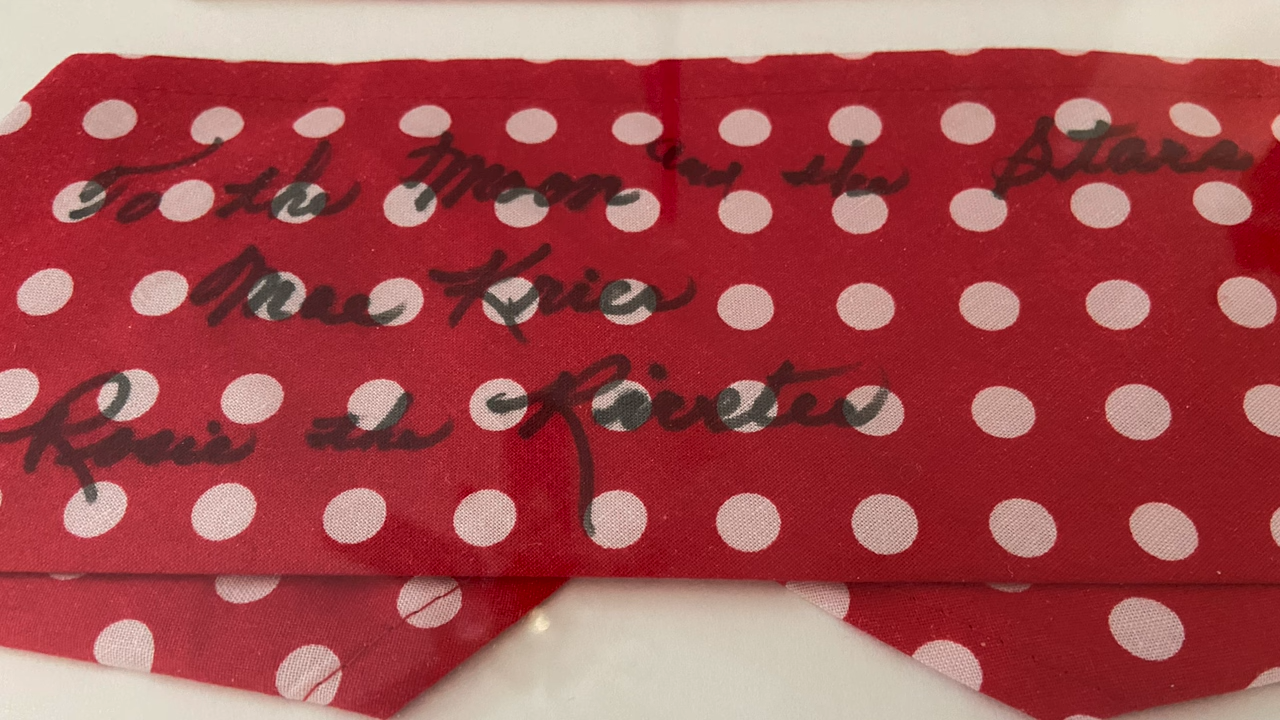 To the Moon and the Stars
Mae Krier
Rosie the Riveter